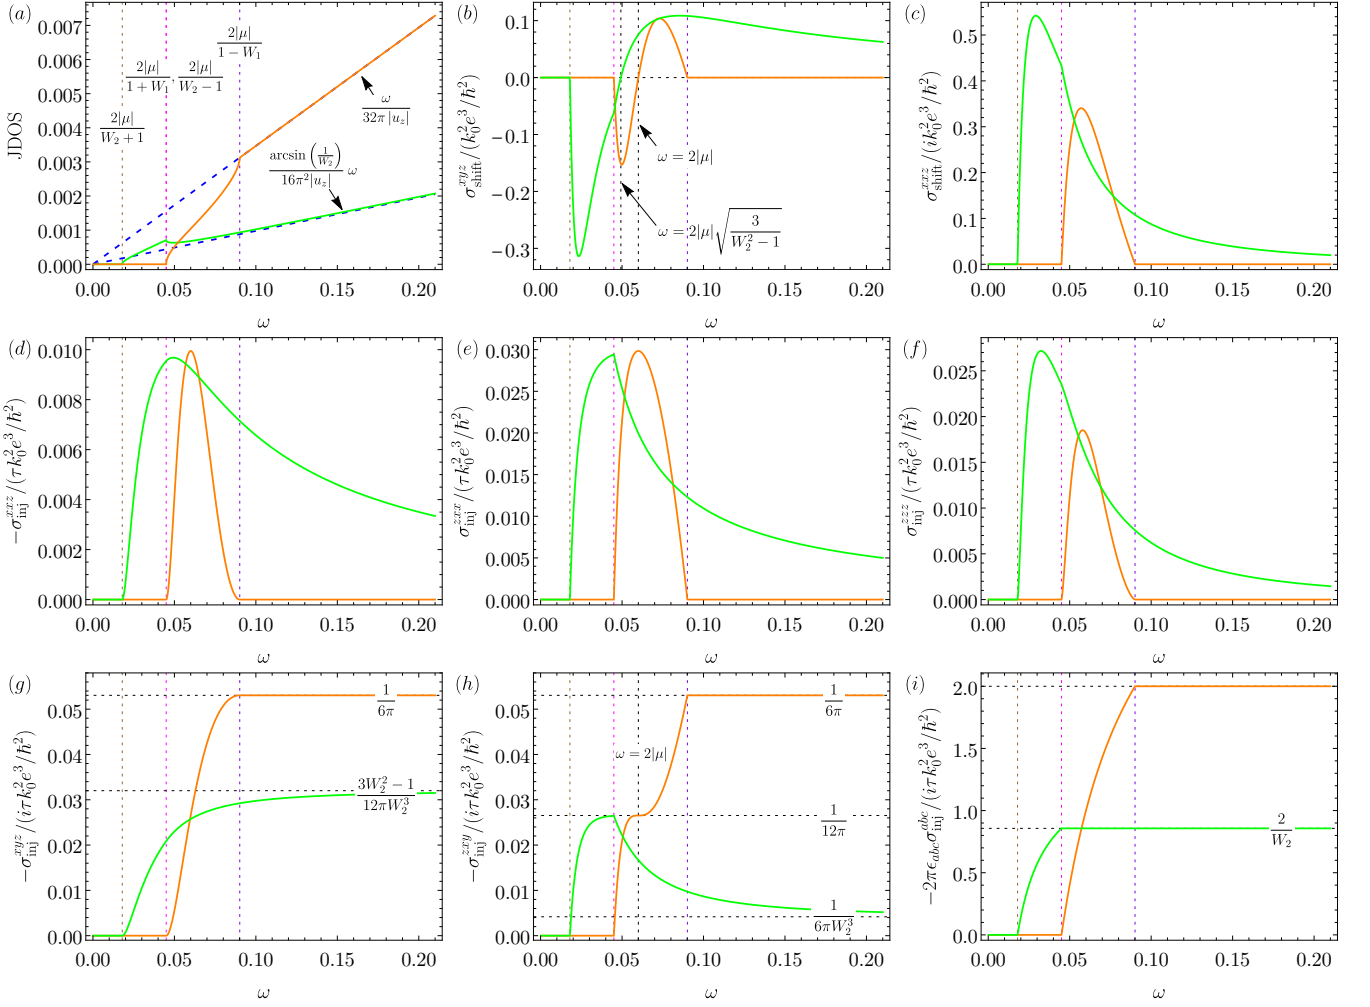 (a)
JDOS
0.007
0.006
0.005
0.004
0.003
0.002
0.001
0.000
2|μ| / (1 − W₁)
2|μ| / (1 + W₁), 2|μ| / (W₂ − 1)
2|μ| / (W₂ + 1)
ω / (32π |u_z|)
arcsin(1/W₂) / (16π²|u_z|) ω
0.00 0.05 0.10 0.15 0.20
ω
(b)
σ^{xyz}_{shift}/(k₀²e³/ħ²)
0.1
0.0
−0.1
−0.2
−0.3
ω = 2|μ|
ω = 2|μ|√(3 / (W₂² − 1))
0.00 0.05 0.10 0.15 0.20
ω
(c)
σ^{xxz}_{shift}/(ik₀²e³/ħ²)
0.5
0.4
0.3
0.2
0.1
0.0
0.00 0.05 0.10 0.15 0.20
ω
(d)
−σ^{xxz}_{inj}/(τk₀²e³/ħ²)
0.010
0.008
0.006
0.004
0.002
0.000
0.00 0.05 0.10 0.15 0.20
ω
(e)
σ^{zxx}_{inj}/(τk₀²e³/ħ²)
0.030
0.025
0.020
0.015
0.010
0.005
0.000
0.00 0.05 0.10 0.15 0.20
ω
(f)
σ^{zzz}_{inj}/(τk₀²e³/ħ²)
0.025
0.020
0.015
0.010
0.005
0.000
0.00 0.05 0.10 0.15 0.20
ω
(g)
−σ^{xyz}_{inj}/(iτk₀²e³/ħ²)
0.05
0.04
0.03
0.02
0.01
0.00
1 / 6π
(3W₂² − 1) / (12πW₂³)
0.00 0.05 0.10 0.15 0.20
ω
(h)
−σ^{zxy}_{inj}/(iτk₀²e³/ħ²)
0.05
0.04
0.03
0.02
0.01
0.00
1 / 6π
ω = 2|μ|
1 / 12π
1 / (6πW₂³)
0.00 0.05 0.10 0.15 0.20
ω
(i)
−2πϵ_{abc}σ^{abc}_{inj}/(iτk₀²e³/ħ²)
2.0
1.5
1.0
0.5
0.0
2 / W₂
0.00 0.05 0.10 0.15 0.20
ω